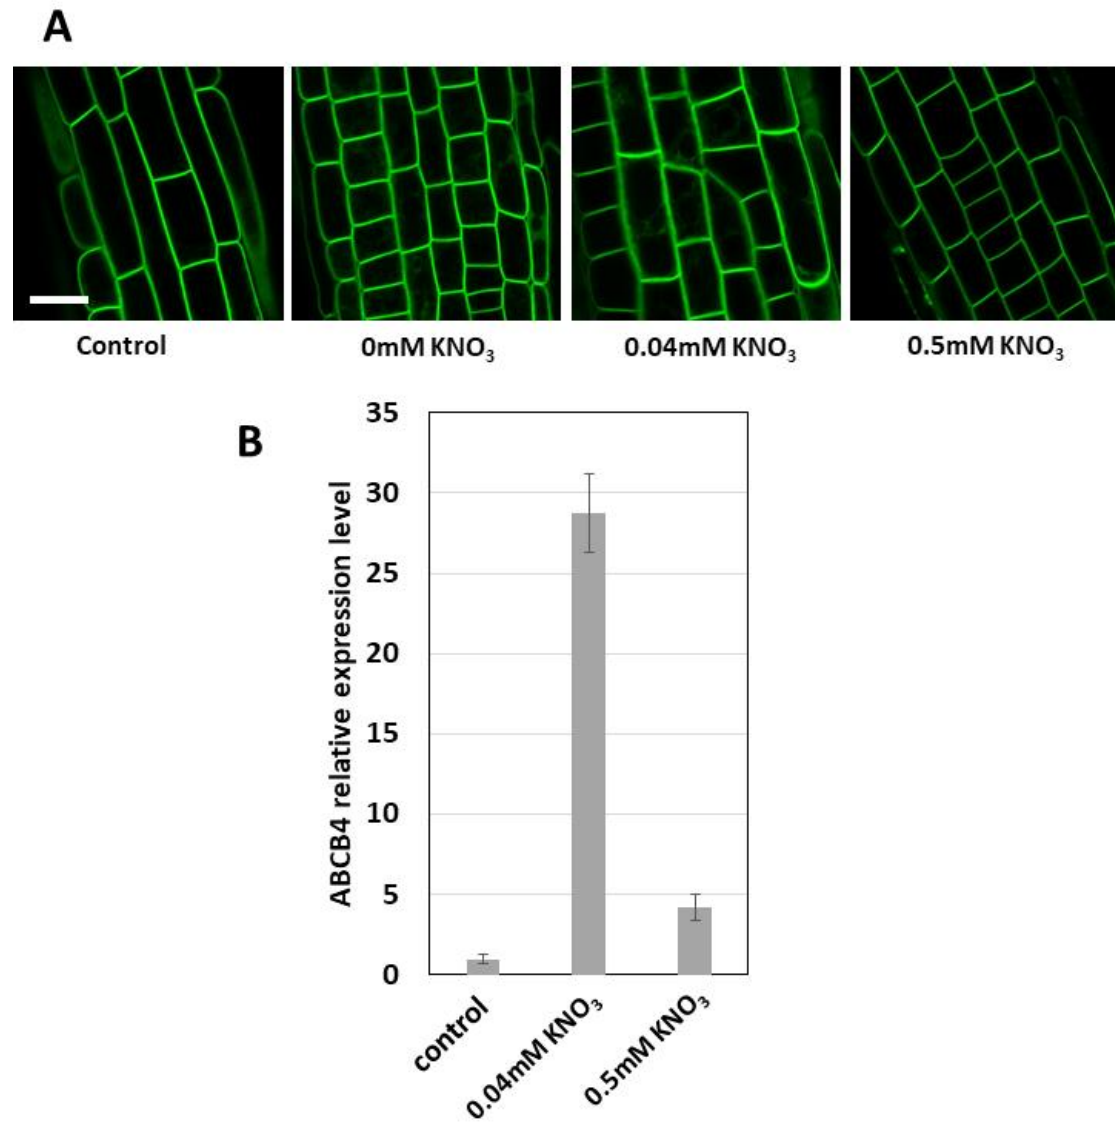 A
Control
0mM KNO₃
0.04mM KNO₃
0.5mM KNO₃
B
ABCB4 relative expression level
35
30
25
20
15
10
5
0
control
0.04mM KNO₃
0.5mM KNO₃